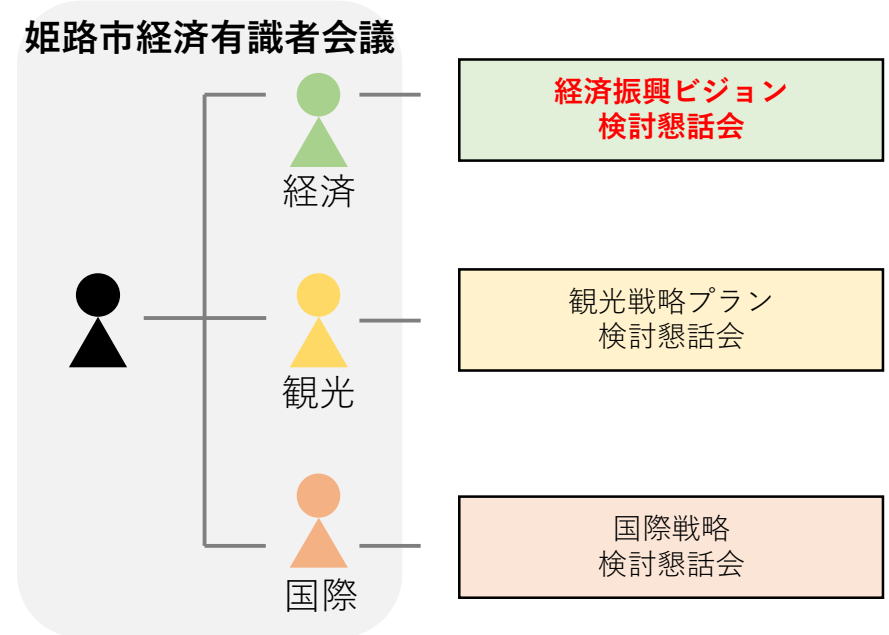 姫路市経済有識者会議
経済振興ビジョン
検討懇話会
経済
観光戦略プラン
検討懇話会
観光
国際戦略
検討懇話会
国際